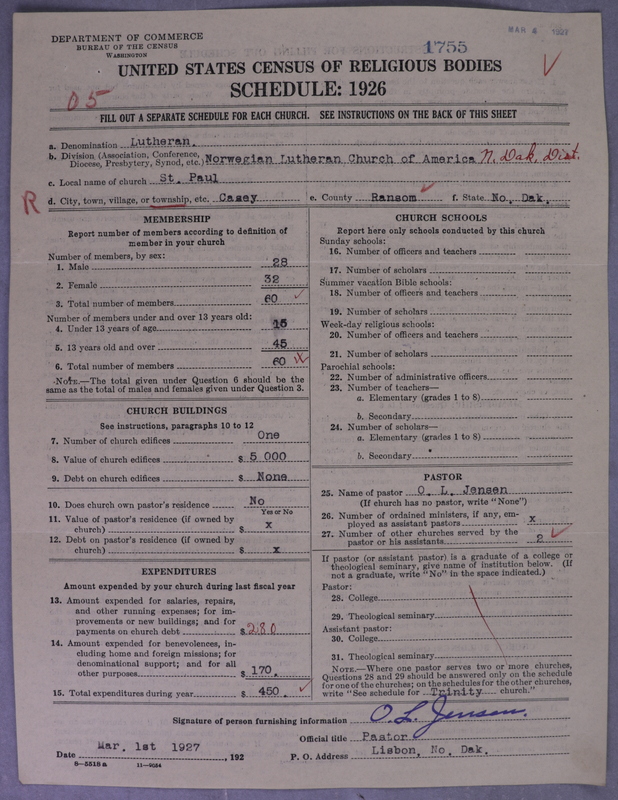 DEPARTMENT OF COMMERCE
BUREAU OF THE CENSUS
WASHINGTON
1755
MAR 4 1927
UNITED STATES CENSUS OF RELIGIOUS BODIES
SCHEDULE: 1926
05
FILL OUT A SEPARATE SCHEDULE FOR EACH CHURCH. SEE INSTRUCTIONS ON THE BACK OF THIS SHEET
a. Denomination Lutheran.
b. Division (Association, Conference, Diocese, Presbytery, Synod, etc.) Norwegian Lutheran Church of America N. Dak. Dist.
c. Local name of church St. Paul
R
d. City, town, village, or township, etc. Casey e. County Ransom f. State No. Dak.
MEMBERSHIP
Report number of members according to definition of
member in your church
Number of members, by sex:
1. Male 28
2. Female 32
3. Total number of members 60
Number of members under and over 13 years old:
4. Under 13 years of age 15
5. 13 years old and over 45
6. Total number of members 60
NOTE.—The total given under Question 6 should be
same as the total of males and females given under Question 3.
CHURCH BUILDINGS
See instructions, paragraphs 10 to 12
7. Number of church edifices One
8. Value of church edifices $ 5 000
9. Debt on church edifices $ None
10. Does church own pastor's residence No
Yes or No
11. Value of pastor's residence (if owned by
church) $ x
12. Debt on pastor's residence (if owned by
church) $ x
EXPENDITURES
Amount expended by your church during last fiscal year
13. Amount expended for salaries, repairs,
and other running expenses; for im-
provements or new buildings; and for
payments on church debt $ 280
14. Amount expended for benevolences, in-
cluding home and foreign missions; for
denominational support; and for all
other purposes $ 170.
15. Total expenditures during year $ 450.
CHURCH SCHOOLS
Report here only schools conducted by this church
Sunday schools:
16. Number of officers and teachers
17. Number of scholars
Summer vacation Bible schools:
18. Number of officers and teachers
19. Number of scholars
Week-day religious schools:
20. Number of officers and teachers
21. Number of scholars
Parochial schools:
22. Number of administrative officers
23. Number of teachers—
a. Elementary (grades 1 to 8)
b. Secondary
24. Number of scholars—
a. Elementary (grades 1 to 8)
b. Secondary
PASTOR
25. Name of pastor O. L. Jensen
(If church has no pastor, write "None")
26. Number of ordained ministers, if any, em-
ployed as assistant pastors x
27. Number of other churches served by the
pastor or his assistants 2
If pastor (or assistant pastor) is a graduate of a college or
theological seminary, give name of institution below. (If
not a graduate, write "No" in the space indicated.)
Pastor:
28. College
29. Theological seminary
Assistant pastor:
30. College
31. Theological seminary
NOTE.—Where one pastor serves two or more churches,
Questions 28 and 29 should be answered only on the schedule
for one of the churches; on the schedules for the other churches,
write "See schedule for Trinity church."
Signature of person furnishing information O. L. Jensen.
Official title Pastor
Date Mar. 1st 1927, 192 P. O. Address Lisbon, No. Dak.
8—5518 a 11—9034